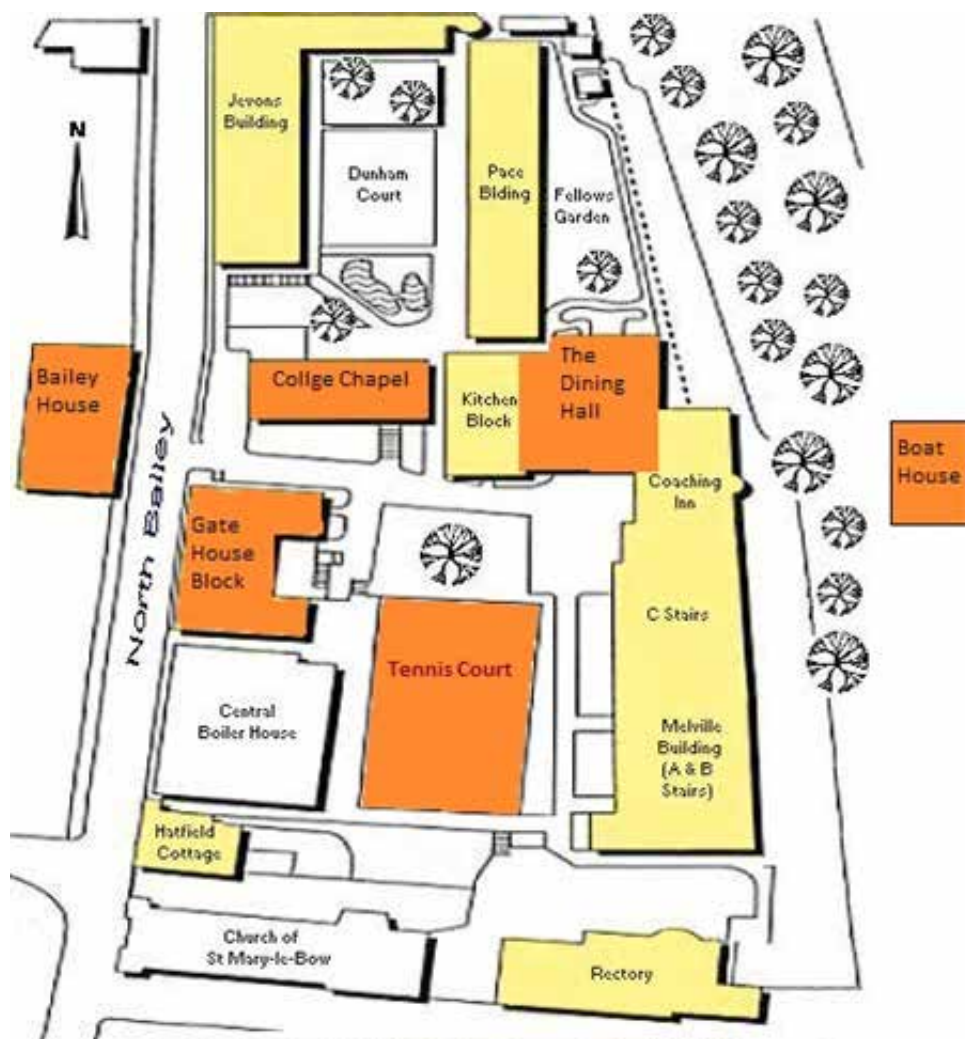 Jevons
Building
N
Dunham
Court
Pace
Blding
Fellows
Garden
Bailey
House
Collge Chapel
Kitchen
Block
The
Dining
Hall
Boat
House
Coaching
Inn
North Bailey
Gate
House
Block
C Stairs
Tennis Court
Central
Boiler House
Melville
Building
(A & B
Stairs)
Hatfield
Cottage
Church of
St Mary-le-Bow
Rectory